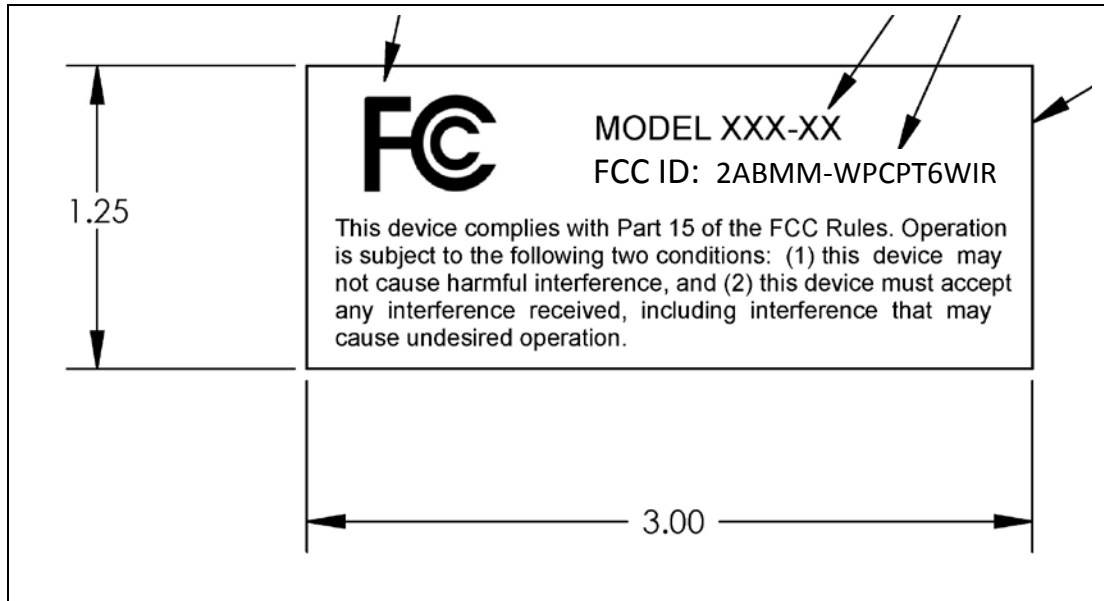 FCC
MODEL XXX-XX
FCC ID: 2ABMM-WPCPT6WIR
1.25
This device complies with Part 15 of the FCC Rules. Operation
is subject to the following two conditions: (1) this device may
not cause harmful interference, and (2) this device must accept
any interference received, including interference that may
cause undesired operation.
3.00